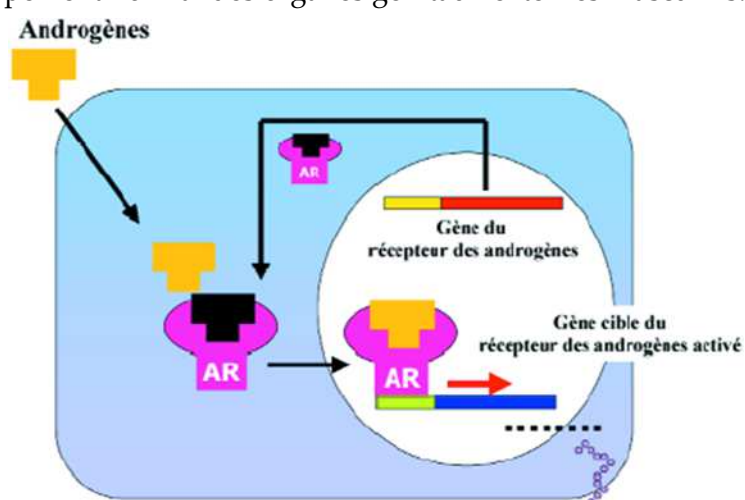 Androgènes
AR
Gène du
récepteur des androgènes
Gène cible du
récepteur des androgènes activé
AR
AR